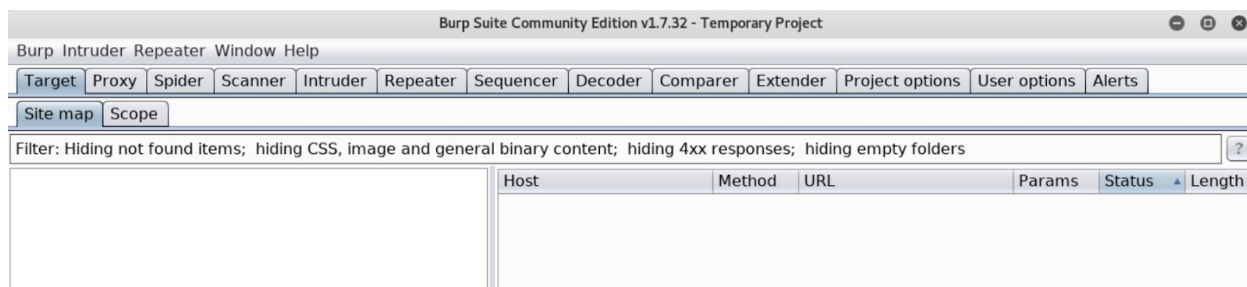 Burp Suite Community Edition v1.7.32 - Temporary Project
Burp Intruder Repeater Window Help
Target Proxy Spider Scanner Intruder Repeater Sequencer Decoder Comparer Extender Project options User options Alerts
Site map Scope
Filter: Hiding not found items; hiding CSS, image and general binary content; hiding 4xx responses; hiding empty folders ?
Host Method URL Params Status Length